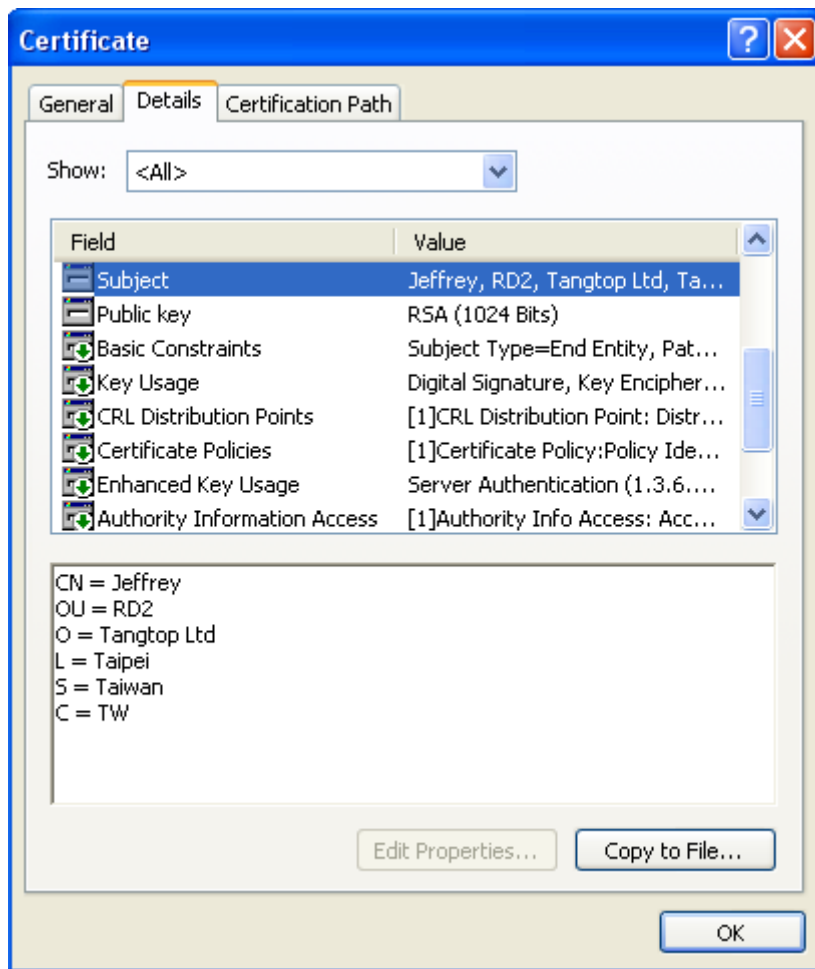 Certificate
General Details Certification Path
Show: <All>
Field Value
Subject Jeffrey, RD2, Tangtop Ltd, Ta...
Public key RSA (1024 Bits)
Basic Constraints Subject Type=End Entity, Pat...
Key Usage Digital Signature, Key Encipher...
CRL Distribution Points [1]CRL Distribution Point: Distr...
Certificate Policies [1]Certificate Policy:Policy Ide...
Enhanced Key Usage Server Authentication (1.3.6....
Authority Information Access [1]Authority Info Access: Acc...
CN = Jeffrey
OU = RD2
O = Tangtop Ltd
L = Taipei
S = Taiwan
C = TW
Edit Properties... Copy to File...
OK